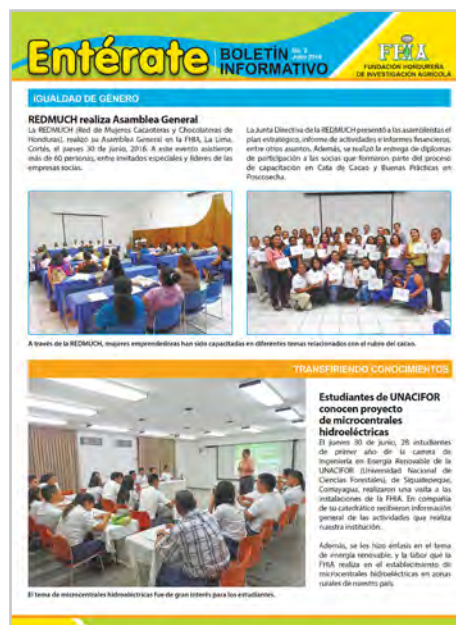 Entérate
BOLETÍN
INFORMATIVO
Julio 2016
FHIA
FUNDACIÓN HONDUREÑA
DE INVESTIGACIÓN AGRÍCOLA
IGUALDAD DE GÉNERO
REDMUCH realiza Asamblea General
La REDMUCH (Red de Mujeres Cacaoteras y Chocolateras de
Honduras), realizó su Asamblea General en la FHIA, La Lima,
Cortés, el jueves 30 de junio, 2016. A este evento asistieron
más de 60 personas, entre invitados especiales y líderes de las
empresas socias.
La Junta Directiva de la REDMUCH presentó a las asambleístas el
plan estratégico, informe de actividades e informes financieros,
entre otros asuntos. Además, se realizó la entrega de diplomas
de participación a las socias que formaron parte del proceso
de capacitación en Cata de Cacao y Buenas Prácticas en
Poscosecha.
A través de la REDMUCH, mujeres emprendedoras han sido capacitadas en diferentes temas relacionados con el rubro del cacao.
TRANSFIRIENDO CONOCIMIENTOS
Estudiantes de UNACIFOR
conocen proyecto
de microcentrales
hidroeléctricas
El jueves 30 de junio, 28 estudiantes
de primer año de la carrera de
Ingeniería en Energía Renovable de la
UNACIFOR (Universidad Nacional de
Ciencias Forestales), de Siguatepeque,
Comayagua, realizaron una visita a las
instalaciones de la FHIA. En compañía
de su catedrático recibieron información
general de las actividades que realiza
nuestra institución.
Además, se les hizo énfasis en el tema
de energía renovable, y la labor que la
FHIA realiza en el establecimiento de
microcentrales hidroeléctricas en zonas
rurales de nuestro país.
El tema de microcentrales hidroeléctricas fue de gran interés para los estudiantes.